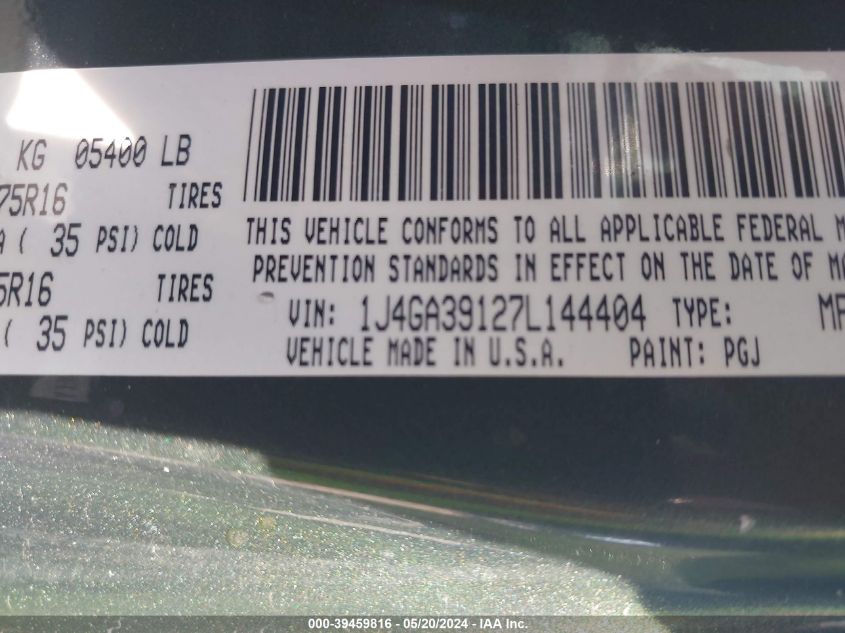 KG 05400 LB
75R16 TIRES
( 35 PSI) COLD
5R16 TIRES
( 35 PSI) COLD
THIS VEHICLE CONFORMS TO ALL APPLICABLE FEDERAL M
PREVENTION STANDARDS IN EFFECT ON THE DATE OF MA
VIN: 1J4GA39127L144404 TYPE: MP
VEHICLE MADE IN U.S.A. PAINT: PGJ
000-39459816 - 05/20/2024 - IAA Inc.